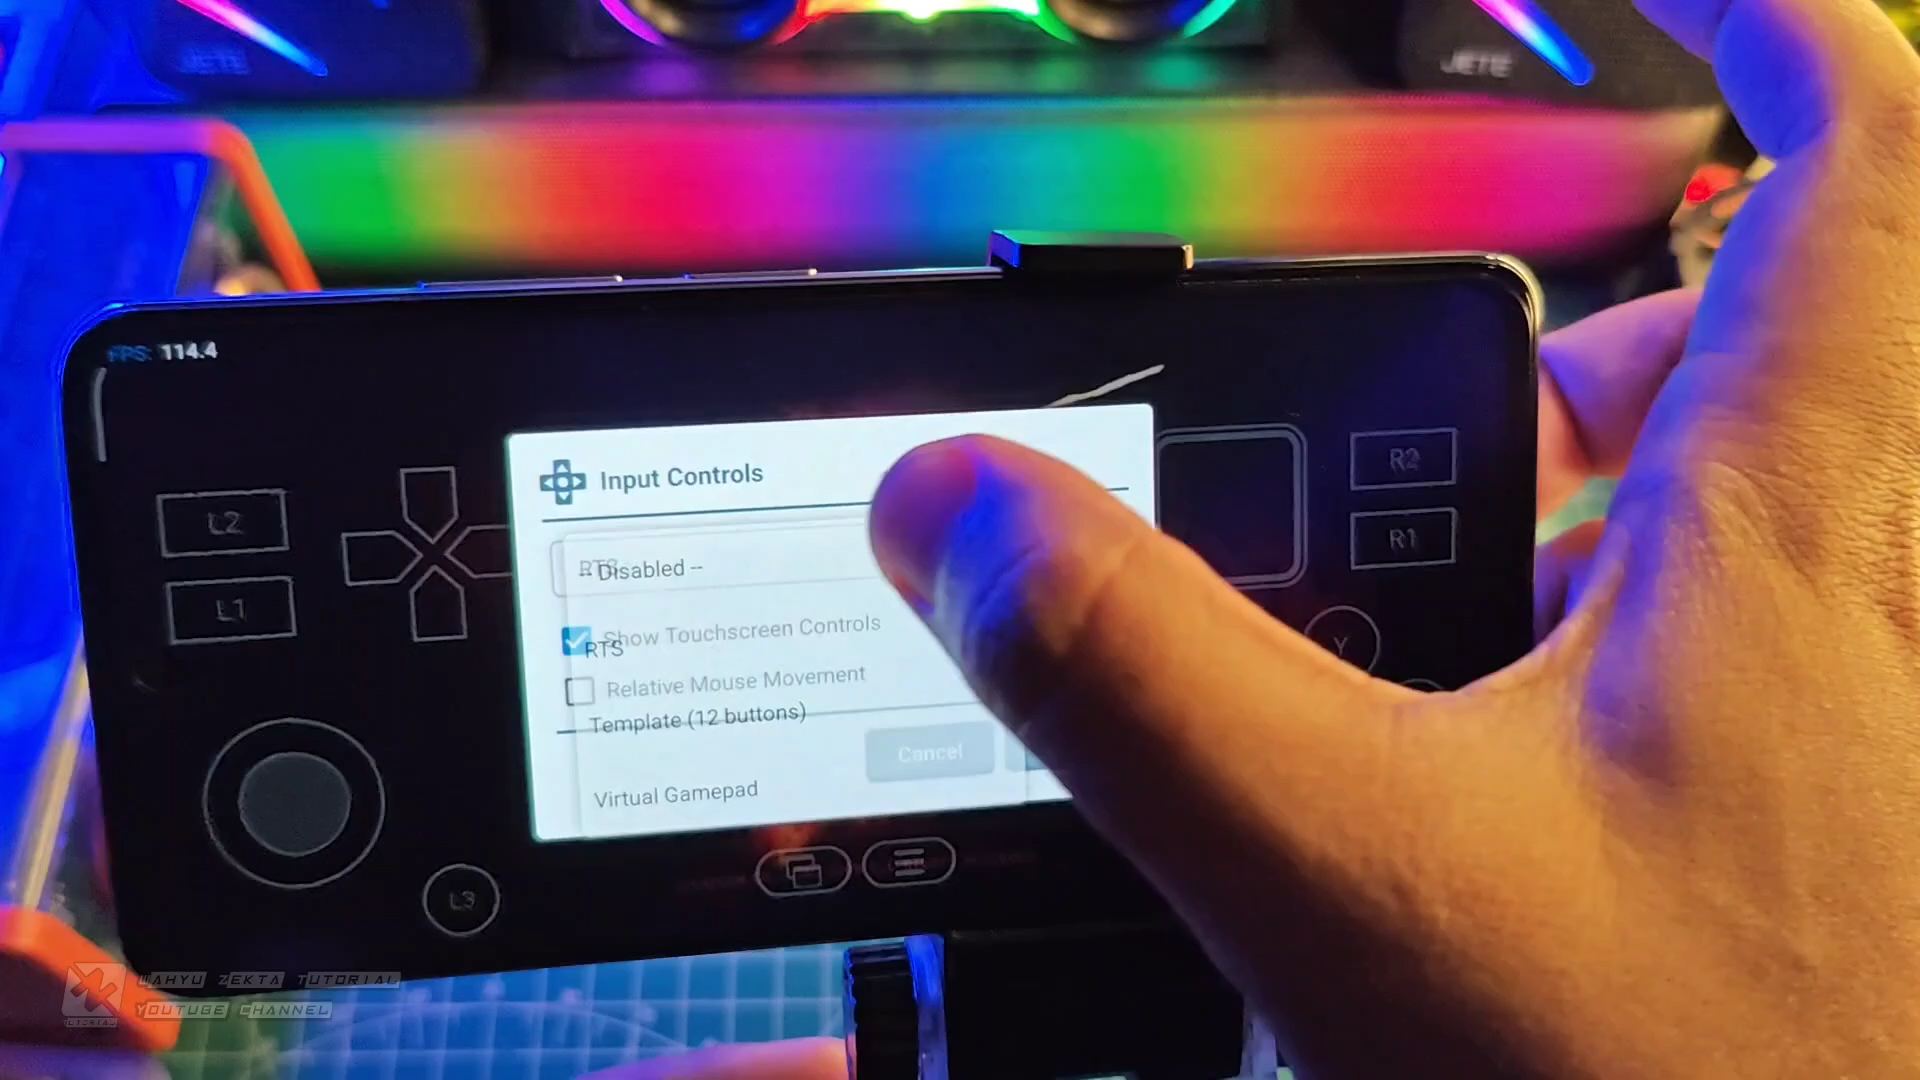 JETE
JETE
FPS: 114.4
L2
L1
L3
Input Controls
RTS
-- Disabled --
Show Touchscreen Controls
RTS
Relative Mouse Movement
Template (12 buttons)
Cancel
Virtual Gamepad
R2
R1
Y
WAHYU ZEKTA TUTORIAL
YOUTUBE CHANNEL